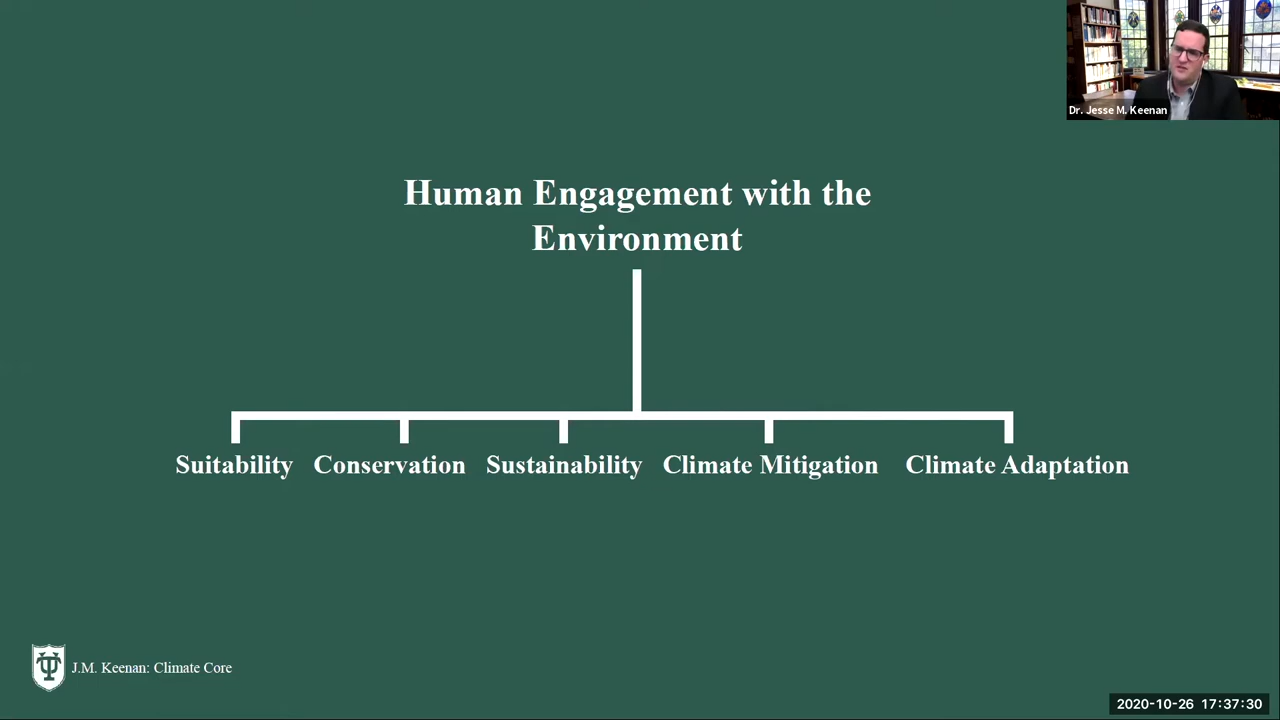 Dr. Jesse M. Keenan
Human Engagement with the
Environment
Suitability Conservation Sustainability Climate Mitigation Climate Adaptation
J.M. Keenan: Climate Core
2020-10-26 17:37:30